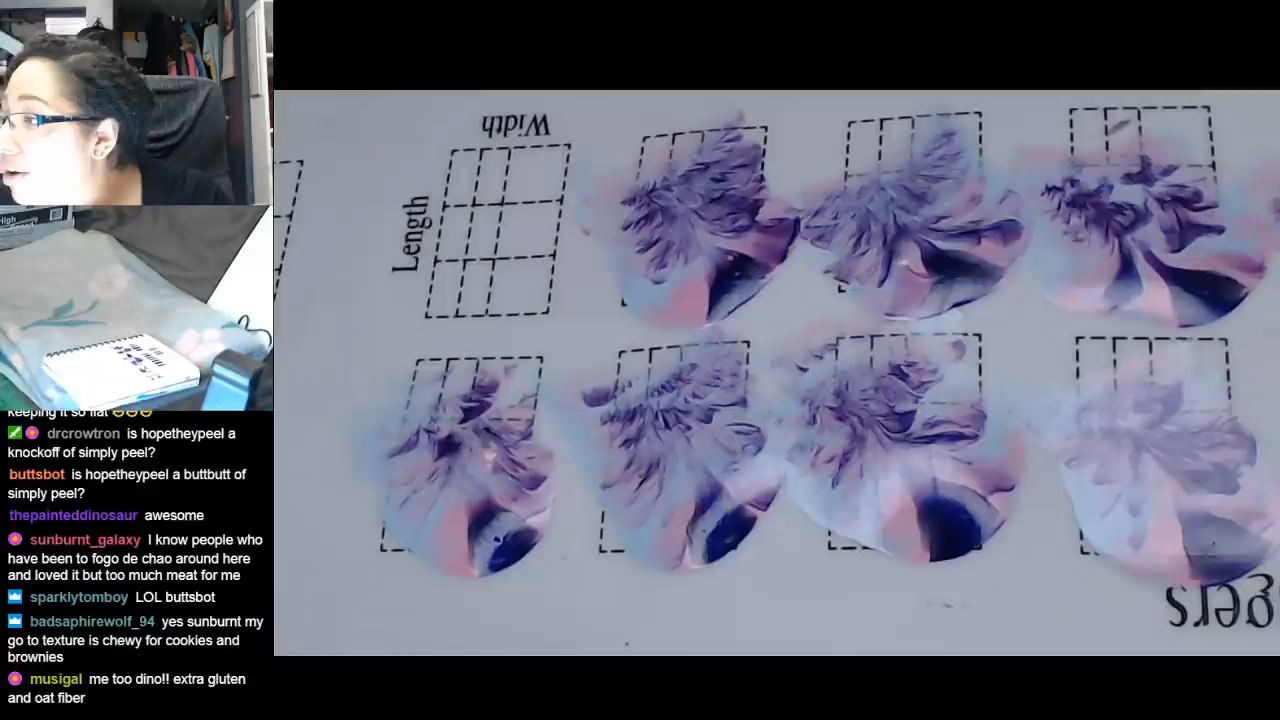 High
keeping it so flat 😂😂😂
drcrowtron is hopetheypeel a
knockoff of simply peel?
buttsbot is hopetheypeel a buttbutt of
simply peel?
thepainteddinosaur awesome
sunburnt_galaxy I know people who
have been to fogo de chao around here
and loved it but too much meat for me
sparklytomboy LOL buttsbot
badsaphirewolf_94 yes sunburnt my
go to texture is chewy for cookies and
brownies
musigal me too dino!! extra gluten
and oat fiber
Width
Length
gers